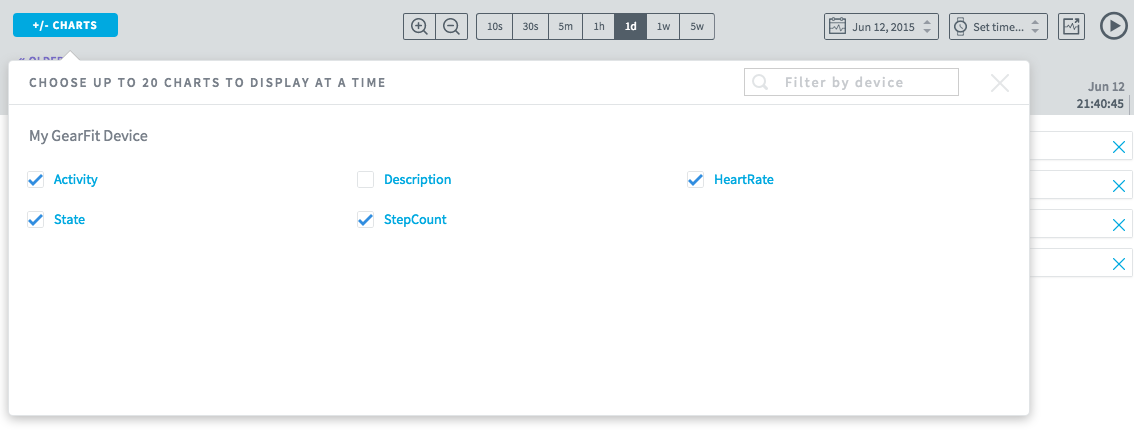 +/- CHARTS
10s 30s 5m 1h 1d 1w 5w
Jun 12, 2015
Set time...
CHOOSE UP TO 20 CHARTS TO DISPLAY AT A TIME
Filter by device
Jun 12
21:40:45
My GearFit Device
Activity
Description
HeartRate
State
StepCount